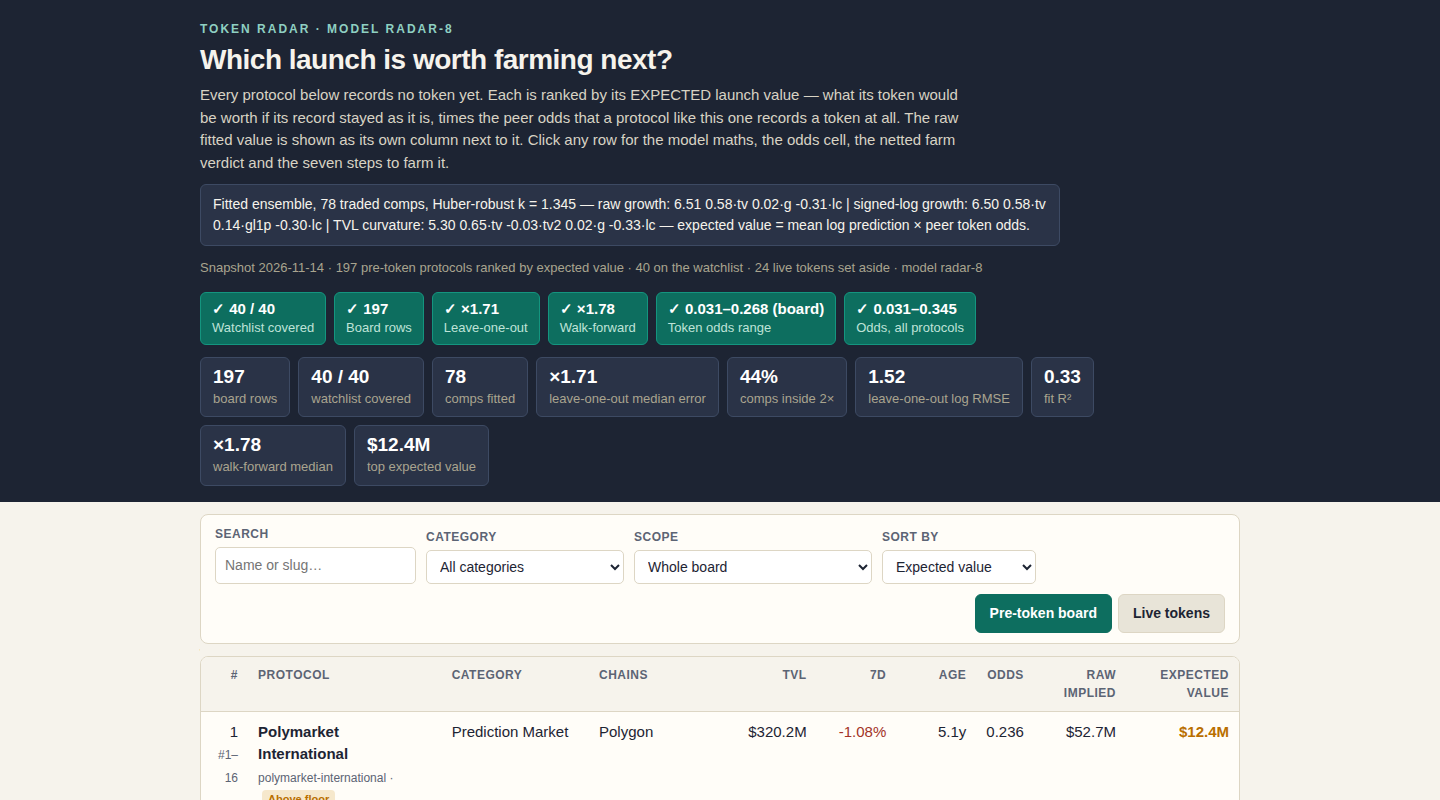 TOKEN RADAR · MODEL RADAR-8
Which launch is worth farming next?
Every protocol below records no token yet. Each is ranked by its EXPECTED launch value — what its token would
be worth if its record stayed as it is, times the peer odds that a protocol like this one records a token at all. The raw
fitted value is shown as its own column next to it. Click any row for the model maths, the odds cell, the netted farm
verdict and the seven steps to farm it.
Fitted ensemble, 78 traded comps, Huber-robust k = 1.345 — raw growth: 6.51 0.58·tv 0.02·g -0.31·lc | signed-log growth: 6.50 0.58·tv
0.14·gl1p -0.30·lc | TVL curvature: 5.30 0.65·tv -0.03·tv2 0.02·g -0.33·lc — expected value = mean log prediction × peer token odds.
Snapshot 2026-11-14 · 197 pre-token protocols ranked by expected value · 40 on the watchlist · 24 live tokens set aside · model radar-8
✓ 40 / 40 ✓ 197 ✓ ×1.71 ✓ ×1.78 ✓ 0.031–0.268 (board) ✓ 0.031–0.345
Watchlist covered Board rows Leave-one-out Walk-forward Token odds range Odds, all protocols
197 40 / 40 78 ×1.71 44% 1.52 0.33
board rows watchlist covered comps fitted leave-one-out median error comps inside 2× leave-one-out log RMSE fit R²
×1.78 $12.4M
walk-forward median top expected value
SEARCH CATEGORY SCOPE SORT BY
Name or slug… All categories Whole board Expected value
Pre-token board Live tokens
# PROTOCOL CATEGORY CHAINS TVL 7D AGE ODDS RAW EXPECTED
IMPLIED VALUE
1 Polymarket Prediction Market Polygon $320.2M -1.08% 5.1y 0.236 $52.7M $12.4M
#1– International
16 polymarket-international ·
Above floor